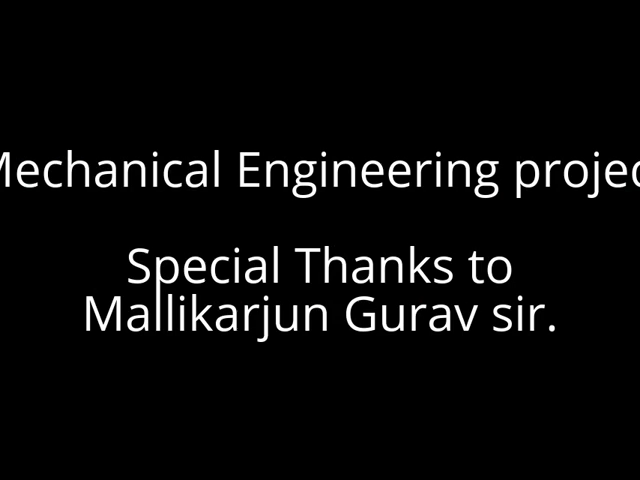 Mechanical Engineering projec
Special Thanks to
Mallikarjun Gurav sir.